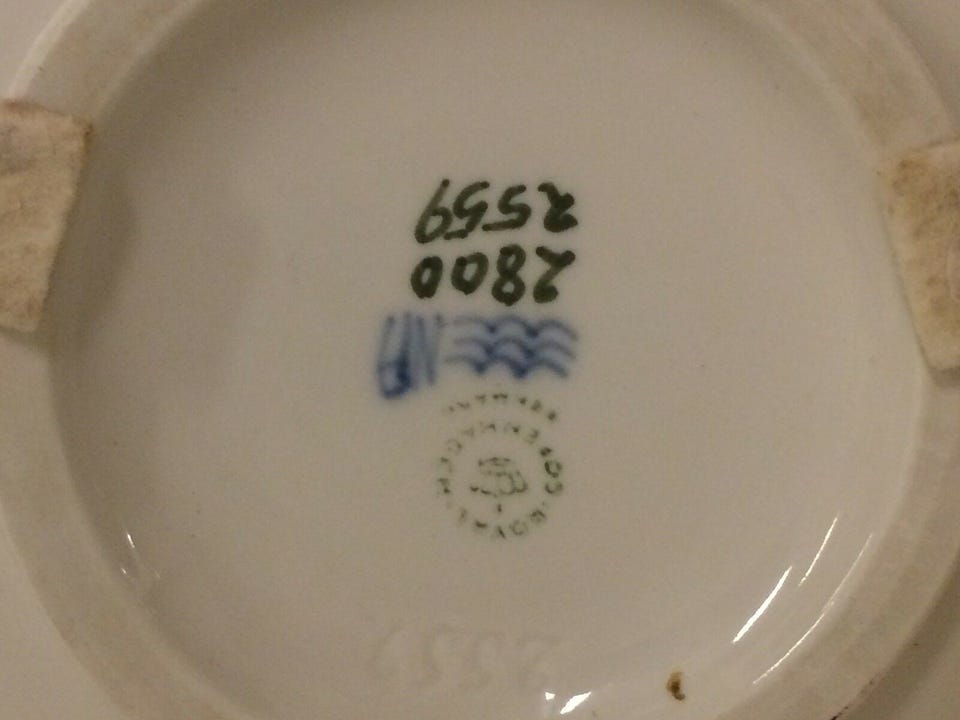 ROYAL COPENHAGEN
DENMARK
2800
2559